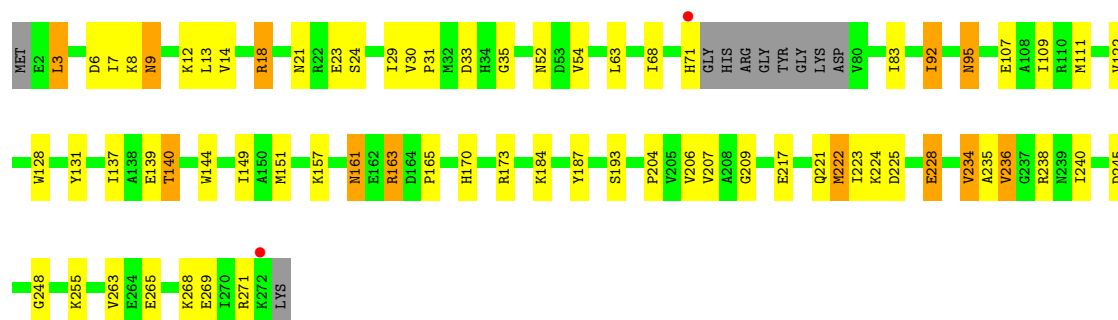 MET E2 L3 D6 I7 K8 N9 K12 L13 V14 R18 N21 R22 E23 S24 I29 V30 P31 M32 D33 H34 G35 N52 D53 V54 L63 I68 H71 GLY HIS ARG GLY TYR GLY LYS ASP V80 I83 I92 N95 E107 A108 I109 R110 M111
W128 Y131 I137 A138 E139 T140 W144 I149 A150 M151 K157 N161 E162 R163 D164 P165 H170 R173 K184 Y187 S193 P204 V205 V206 V207 A208 G209 E217 Q221 M222 I223 K224 D225 E228 V234 A235 V236 G237 R238 N239 I240 D245
G248 K255 V263 E264 E265 K268 E269 I270 R271 K272 LYS